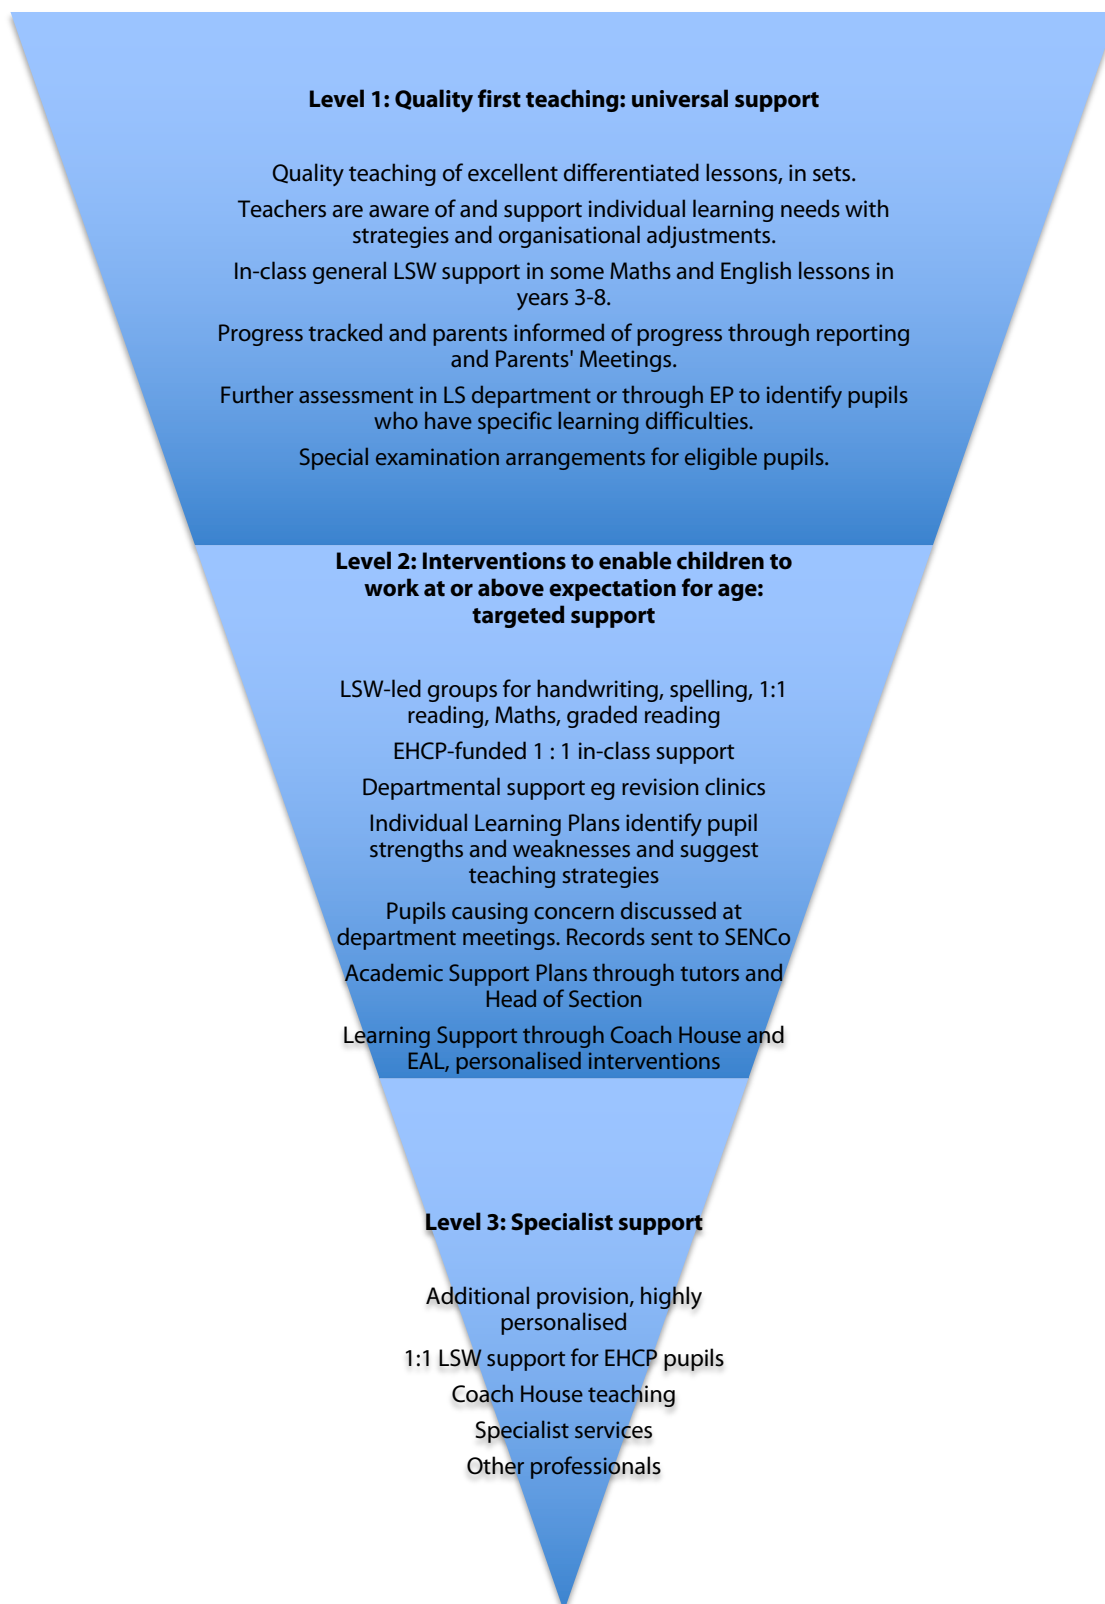 Level 1: Quality first teaching: universal support
Quality teaching of excellent differentiated lessons, in sets.
Teachers are aware of and support individual learning needs with
strategies and organisational adjustments.
In-class general LSW support in some Maths and English lessons in
years 3-8.
Progress tracked and parents informed of progress through reporting
and Parents' Meetings.
Further assessment in LS department or through EP to identify pupils
who have specific learning difficulties.
Special examination arrangements for eligible pupils.
Level 2: Interventions to enable children to
work at or above expectation for age:
targeted support
LSW-led groups for handwriting, spelling, 1:1
reading, Maths, graded reading
EHCP-funded 1 : 1 in-class support
Departmental support eg revision clinics
Individual Learning Plans identify pupil
strengths and weaknesses and suggest
teaching strategies
Pupils causing concern discussed at
department meetings. Records sent to SENCo
Academic Support Plans through tutors and
Head of Section
Learning Support through Coach House and
EAL, personalised interventions
Level 3: Specialist support
Additional provision, highly
personalised
1:1 LSW support for EHCP pupils
Coach House teaching
Specialist services
Other professionals